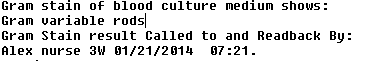 Gram stain of blood culture medium shows:
Gram variable rods
Gram Stain result Called to and Readback By:
Alex nurse 3W 01/21/2014  07:21.